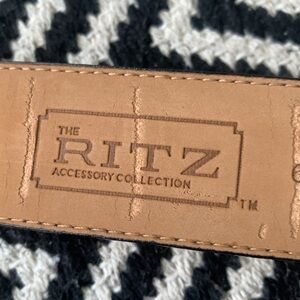 THE
RITZ
ACCESSORY COLLECTION
TM